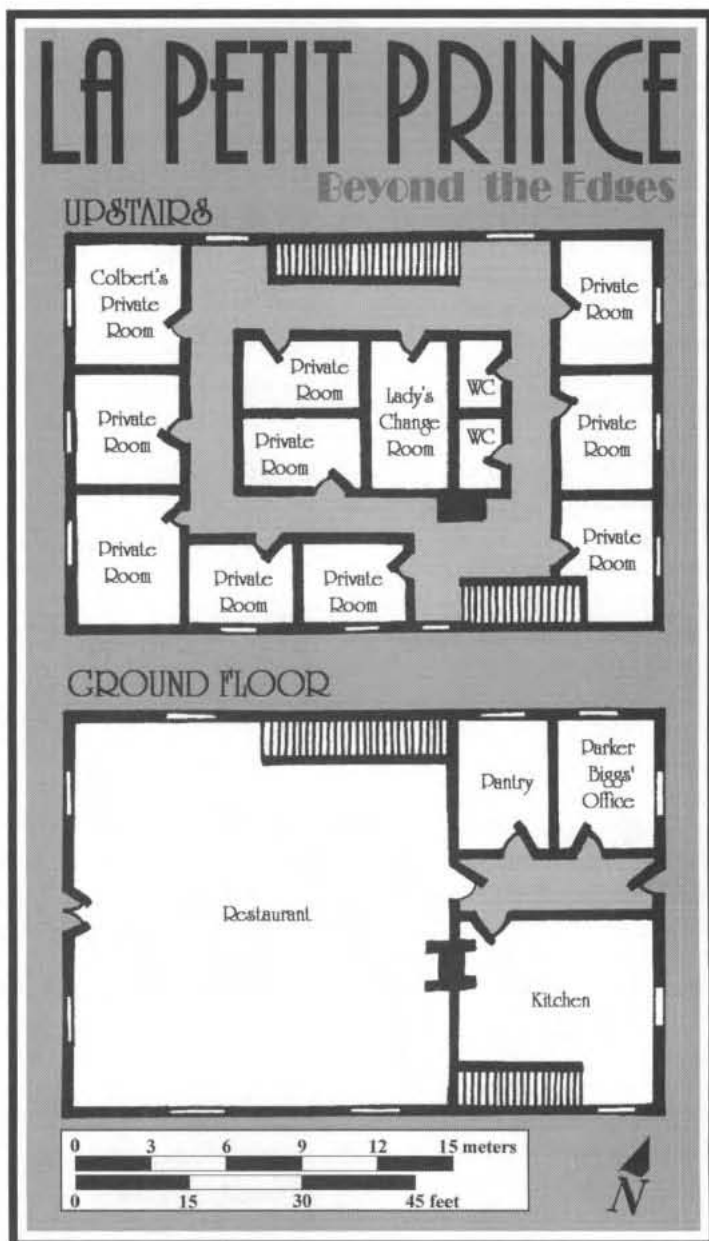 LA PETIT PRINCE
Beyond the Edges
UPSTAIRS
Colbert's
Private
Room
Private
Room
Private
Room
Lady's
Change
Room
WC
Private
Room
Private
Room
WC
Private
Room
Private
Room
Private
Room
Private
Room
Private
Room
Private
Room
GROUND FLOOR
Pantry
Parker
Biggs'
Office
Restaurant
Kitchen
0 3 6 9 12 15 meters
0 15 30 45 feet
N